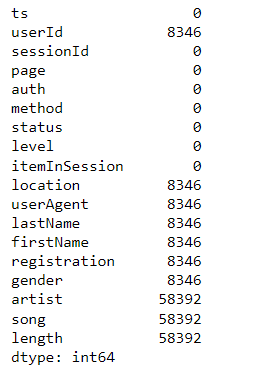 ts 0
userId 8346
sessionId 0
page 0
auth 0
method 0
status 0
level 0
itemInSession 0
location 8346
userAgent 8346
lastName 8346
firstName 8346
registration 8346
gender 8346
artist 58392
song 58392
length 58392
dtype: int64